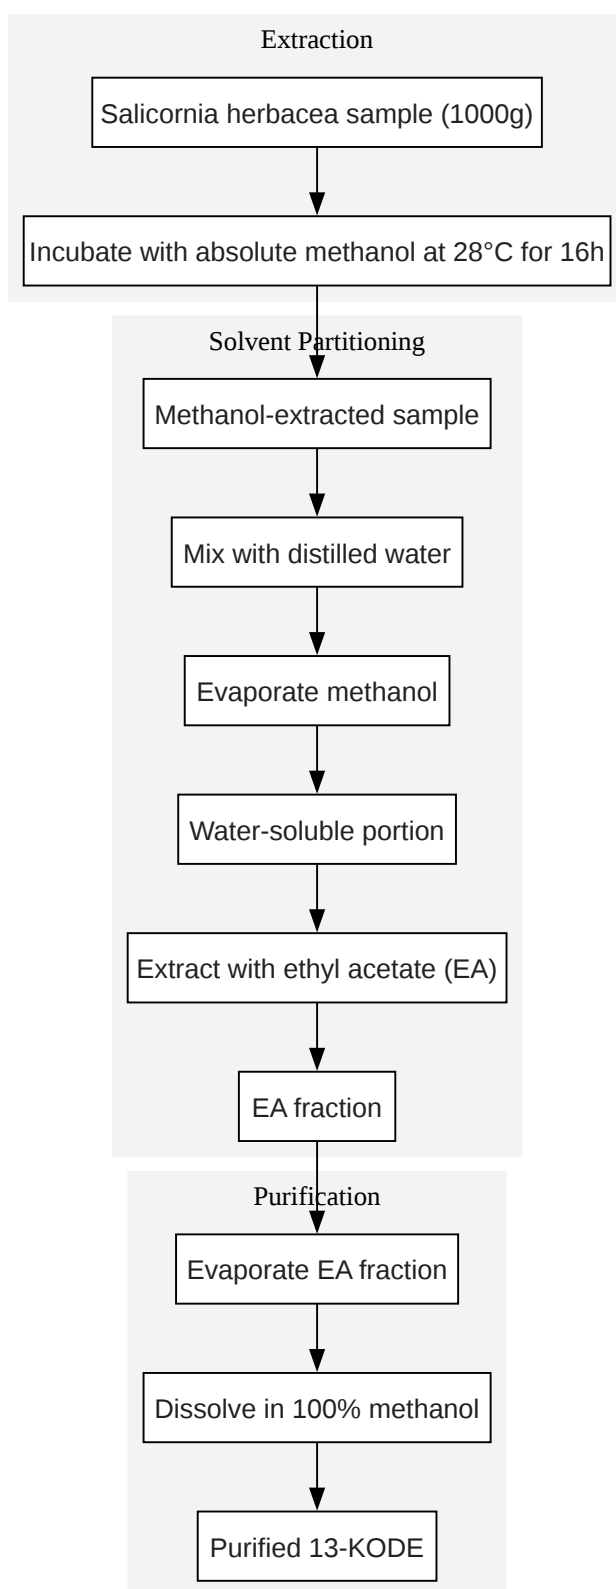 Extraction
Salicornia herbacea sample (1000g)
Incubate with absolute methanol at 28°C for 16h
Solvent Partitioning
Methanol-extracted sample
Mix with distilled water
Evaporate methanol
Water-soluble portion
Extract with ethyl acetate (EA)
EA fraction
Purification
Evaporate EA fraction
Dissolve in 100% methanol
Purified 13-KODE